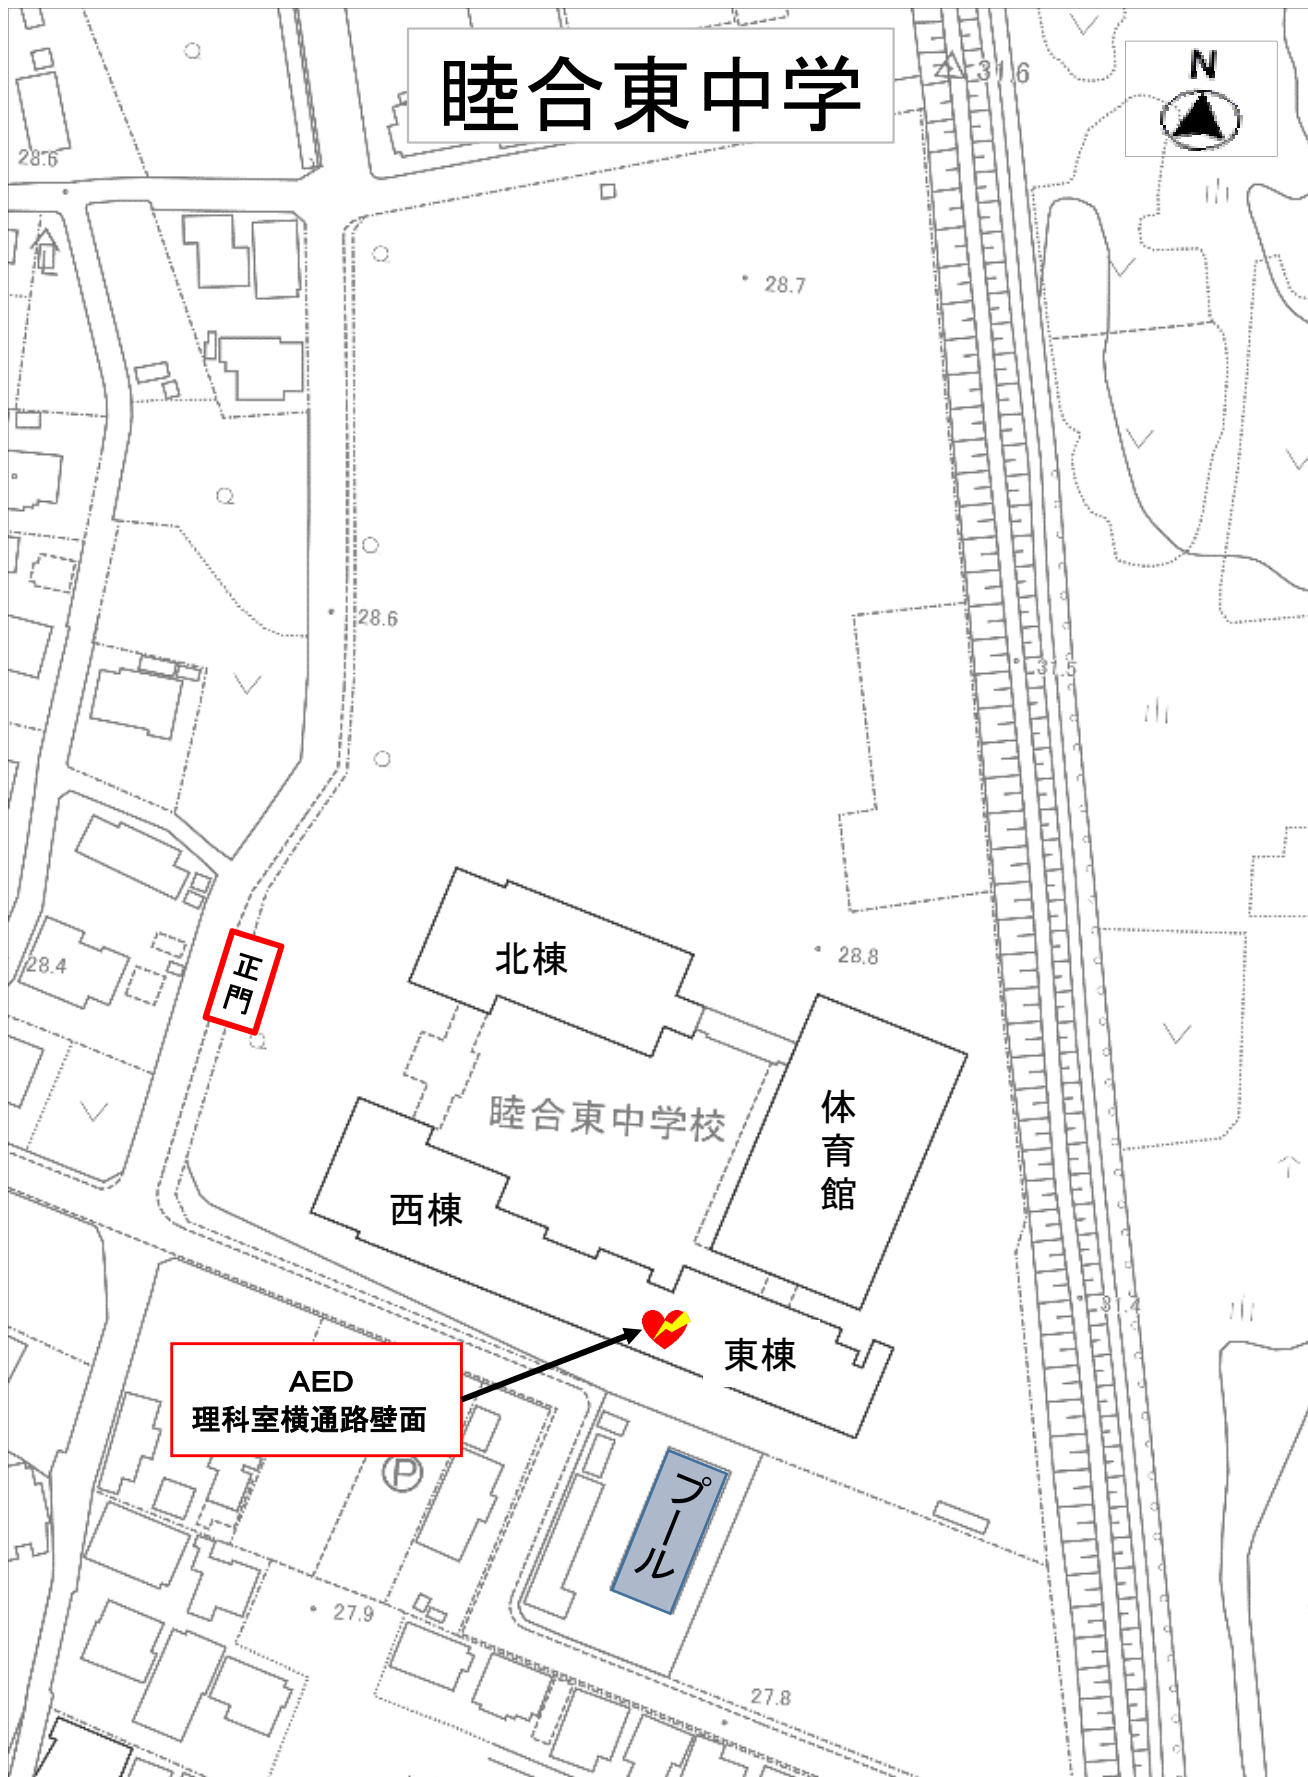 睦合東中学
N
31.6
28.6
28.7
28.6
31.5
北棟
28.8
正門
28.4
体育館
睦合東中学校
西棟
31.4
東棟
AED
理科室横通路壁面
P
プール
27.9
27.8